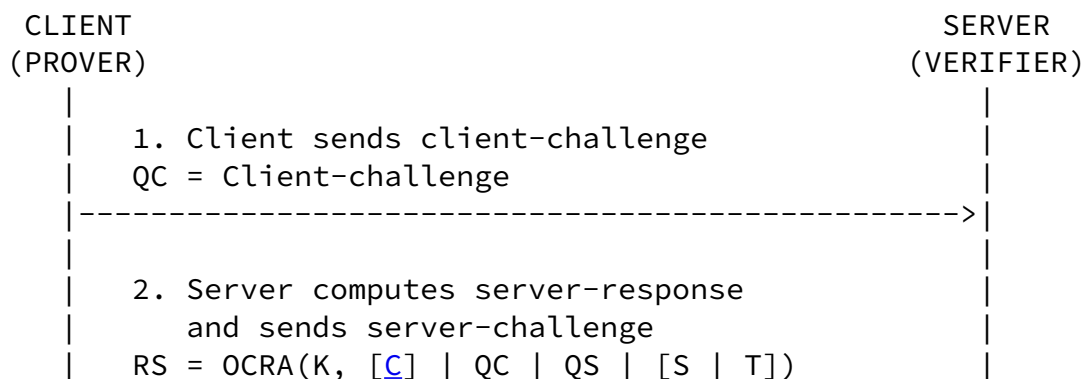 CLIENT                                             SERVER
(PROVER)                                          (VERIFIER)
|                                                   |
|   1. Client sends client-challenge                |
|   QC = Client-challenge                           |
|-------------------------------------------------->|
|                                                   |
|   2. Server computes server-response              |
|      and sends server-challenge                   |
|   RS = OCRA(K, [C] | QC | QS | [S | T])           |